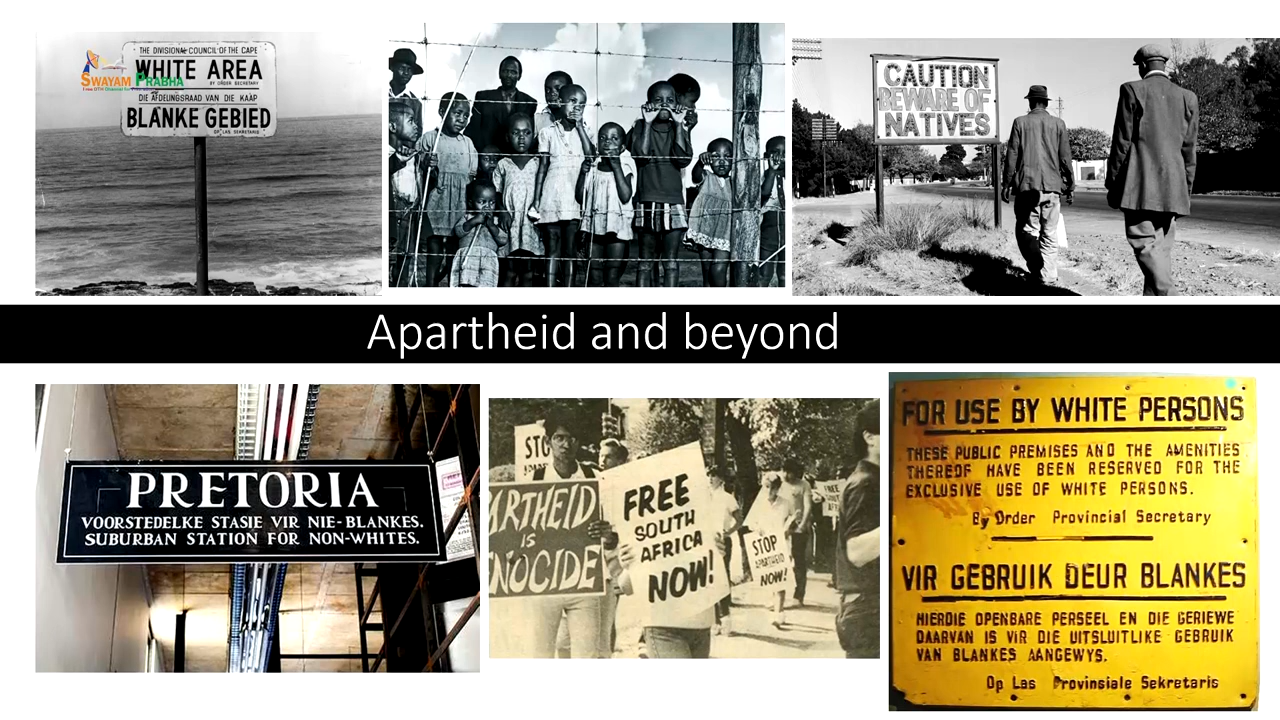 THE DIVISIONAL COUNCIL OF THE CAPE
WHITE AREA
BY ORDER SECRETARY
SWAYAM PRABHA
DIE AFDELINGSRAAD VAN DIE KAAP
BLANKE GEBIED
OP LAS SEKRETARIS
CAUTION
BEWARE OF
NATIVES
Apartheid and beyond
PRETORIA
VOORSTEDELKE STASIE VIR NIE-BLANKES.
SUBURBAN STATION FOR NON-WHITES.
STO
ARTHEID
IS
NOCIDE
FREE
SOUTH
AFRICA
NOW!
STOP
APARTHEID
NOW!
FREE
FOR USE BY WHITE PERSONS
THESE PUBLIC PREMISES AND THE AMENITIES
THEREOF HAVE BEEN RESERVED FOR THE
EXCLUSIVE USE OF WHITE PERSONS.
By Order Provincial Secretary
VIR GEBRUIK DEUR BLANKES
HIERDIE OPENBARE PERSEEL EN DIE GERIEWE
DAARVAN IS VIR DIE UITSLUITLIKE GEBRUIK
VAN BLANKES AANGEWYS.
Op Las Provinsiale Sekretaris